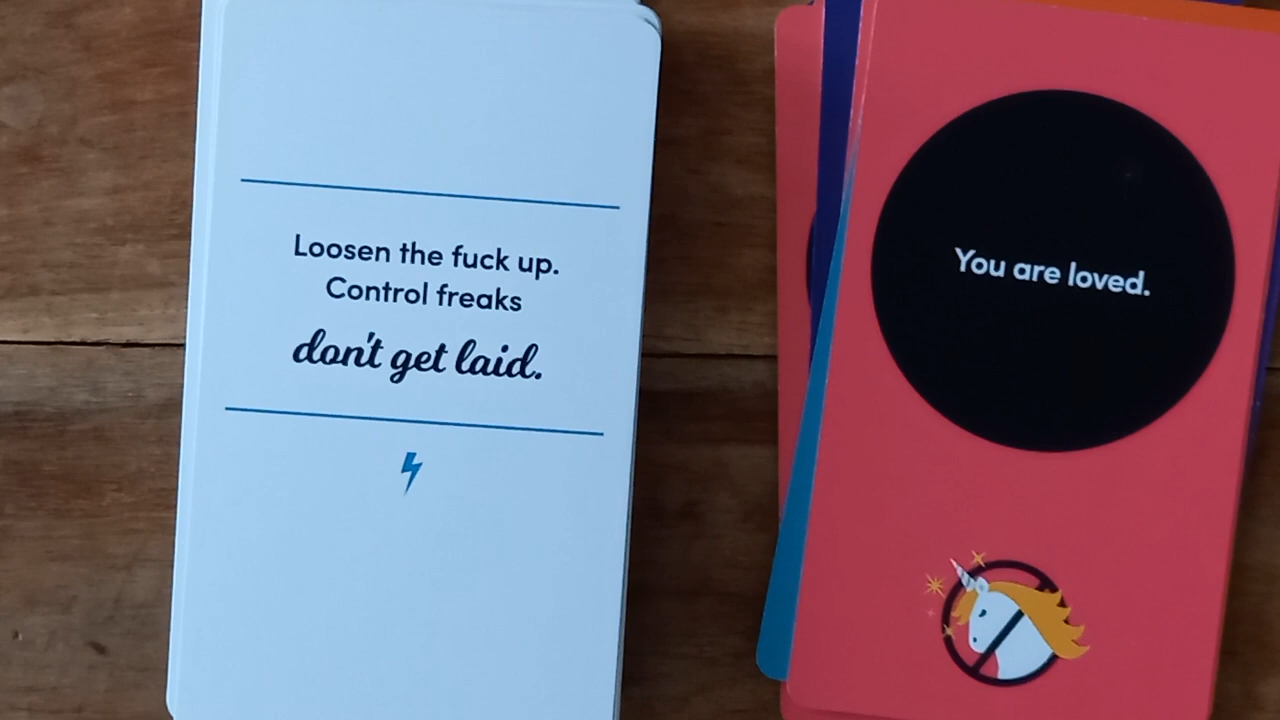 Loosen the fuck up.
Control freaks
don't get laid.
You are loved.